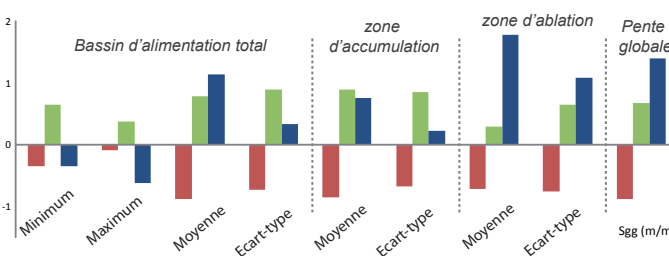 2
zone
zone d'ablation
Pente
Bassin d'alimentation total
d'accumulation
globale
1
0
-1
Minimum
Maximum
Moyenne
Ecart-type
Moyenne
Ecart-type
Moyenne
Ecart-type
Sgg (m/m